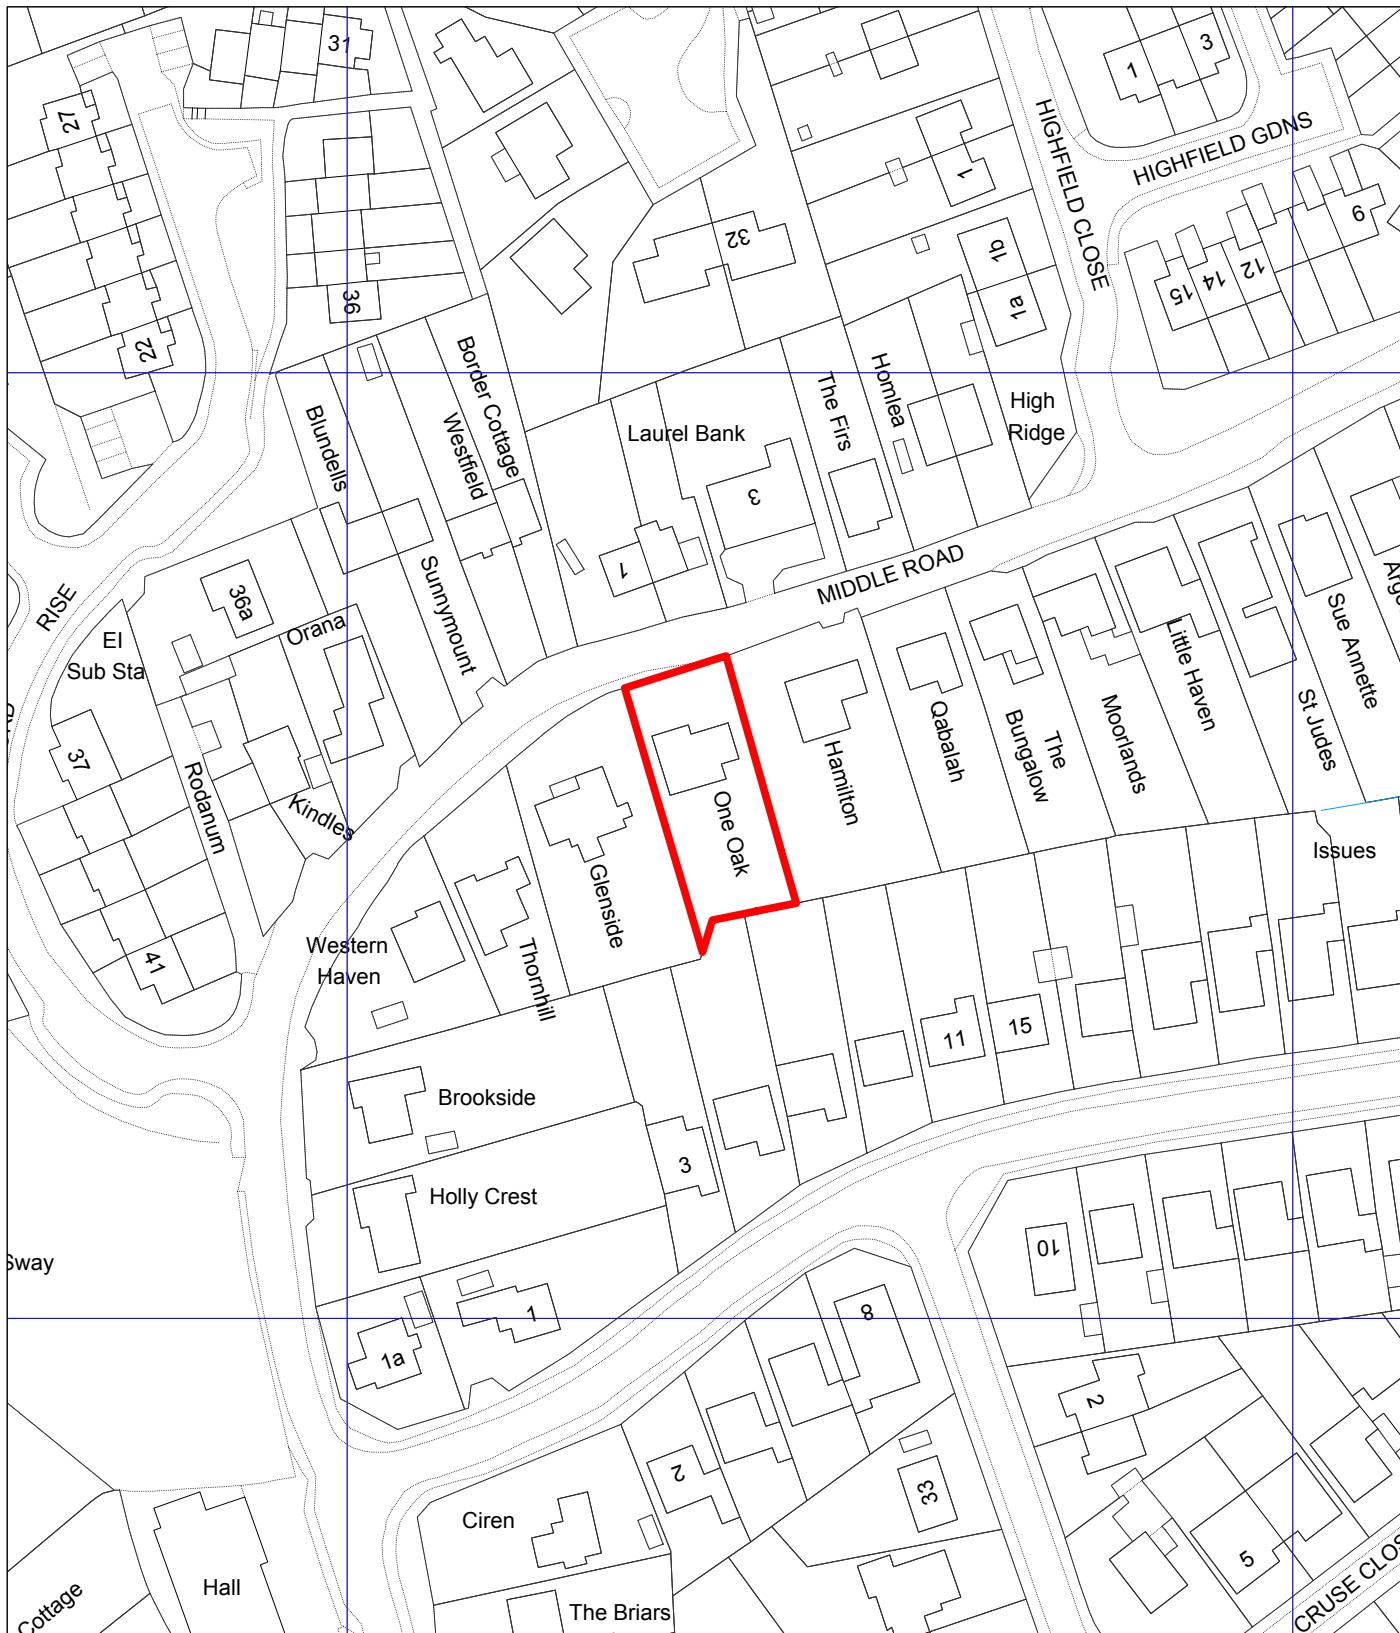 31
3
1
27
HIGHFIELD CLOSE
HIGHFIELD GDNS
1
32
9
1b
12
14
15
36
1a
22
Border Cottage
Homlea
The Firs
High
Ridge
Blundells
Westfield
Laurel Bank
3
MIDDLE ROAD
1
Sunnymount
36a
RISE
Orana
El
Sub Sta
Sue Annette
Little Haven
St Judes
Moorlands
The
Bungalow
Qabalah
Hamilton
37
Rodanum
Kindles
One Oak
Issues
Glenside
Western
Haven
Thornhill
41
11
15
Brookside
3
Holly Crest
10
Sway
1
8
1a
2
2
33
Ciren
5
Hall
Cottage
The Briars